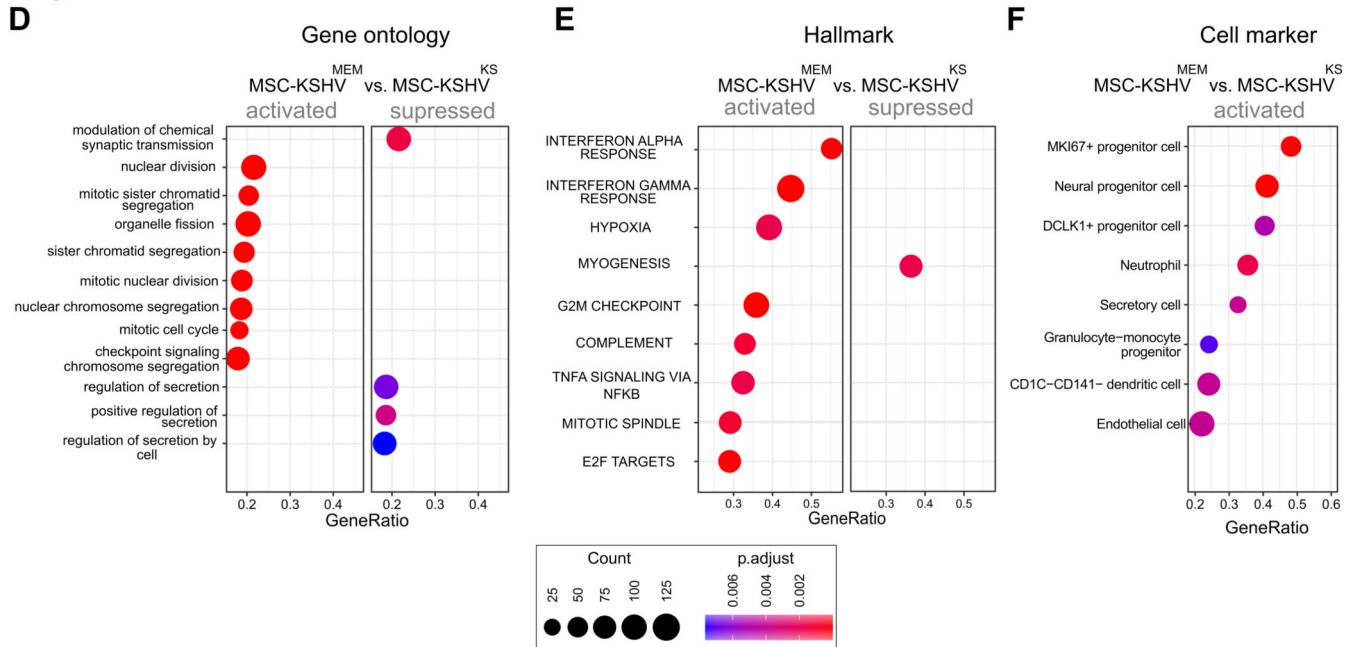 D
Gene ontology
MSC-KSHV^MEM vs. MSC-KSHV^KS
activated
supressed
modulation of chemical
synaptic transmission
nuclear division
mitotic sister chromatid
segregation
organelle fission
sister chromatid segregation
mitotic nuclear division
nuclear chromosome segregation
mitotic cell cycle
checkpoint signaling
chromosome segregation
regulation of secretion
positive regulation of
secretion
regulation of secretion by
cell
0.2 0.3 0.4 0.2 0.3 0.4
GeneRatio
E
Hallmark
MSC-KSHV^MEM vs. MSC-KSHV^KS
activated
supressed
INTERFERON ALPHA
RESPONSE
INTERFERON GAMMA
RESPONSE
HYPOXIA
MYOGENESIS
G2M CHECKPOINT
COMPLEMENT
TNFA SIGNALING VIA
NFKB
MITOTIC SPINDLE
E2F TARGETS
0.3 0.4 0.5 0.3 0.4 0.5
GeneRatio
F
Cell marker
MSC-KSHV^MEM vs. MSC-KSHV^KS
activated
MKI67+ progenitor cell
Neural progenitor cell
DCLK1+ progenitor cell
Neutrophil
Secretory cell
Granulocyte−monocyte
progenitor
CD1C−CD141− dendritic cell
Endothelial cell
0.2 0.3 0.4 0.5 0.6
GeneRatio
Count
25 50 75 100 125
p.adjust
0.006 0.004 0.002